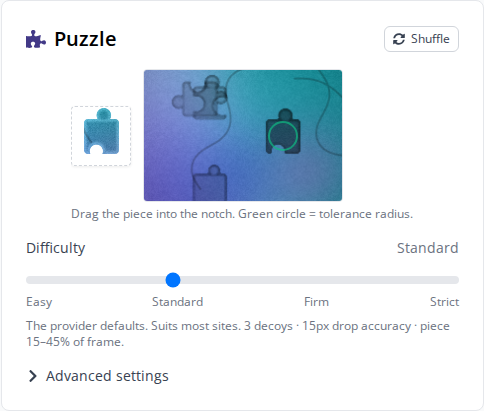 Puzzle
Shuffle
Drag the piece into the notch. Green circle = tolerance radius.
Difficulty
Standard
Easy Standard Firm Strict
The provider defaults. Suits most sites. 3 decoys · 15px drop accuracy · piece
15–45% of frame.
Advanced settings